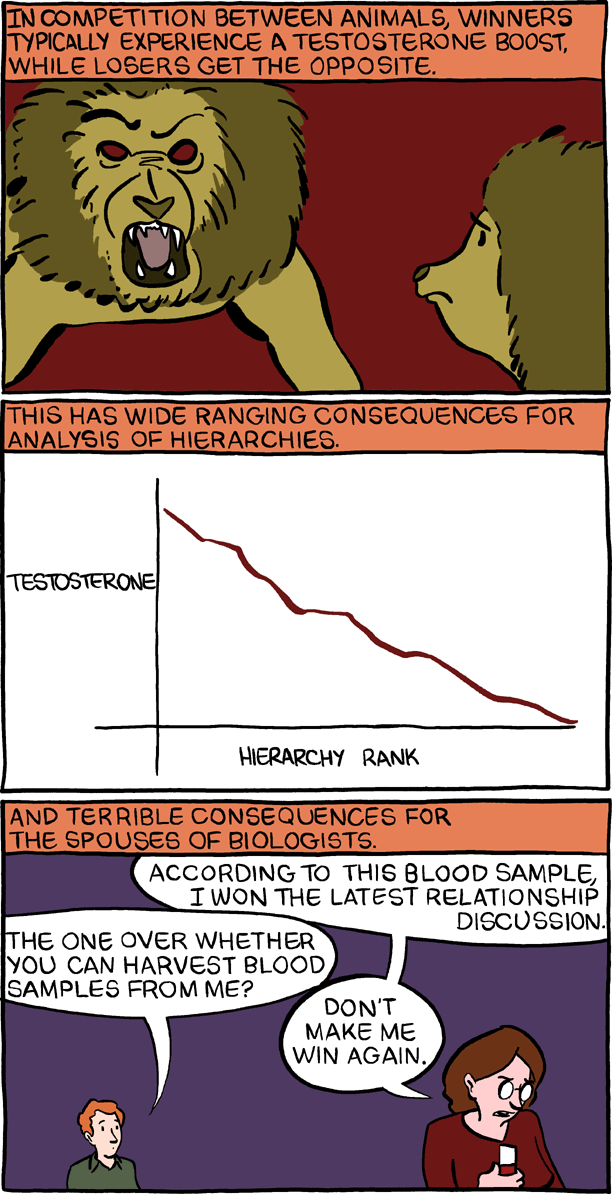 IN COMPETITION BETWEEN ANIMALS, WINNERS
TYPICALLY EXPERIENCE A TESTOSTERONE BOOST,
WHILE LOSERS GET THE OPPOSITE.
THIS HAS WIDE RANGING CONSEQUENCES FOR
ANALYSIS OF HIERARCHIES.
TESTOSTERONE
HIERARCHY RANK
AND TERRIBLE CONSEQUENCES FOR
THE SPOUSES OF BIOLOGISTS.
ACCORDING TO THIS BLOOD SAMPLE,
I WON THE LATEST RELATIONSHIP
DISCUSSION.
THE ONE OVER WHETHER
YOU CAN HARVEST BLOOD
SAMPLES FROM ME?
DON'T
MAKE ME
WIN AGAIN.